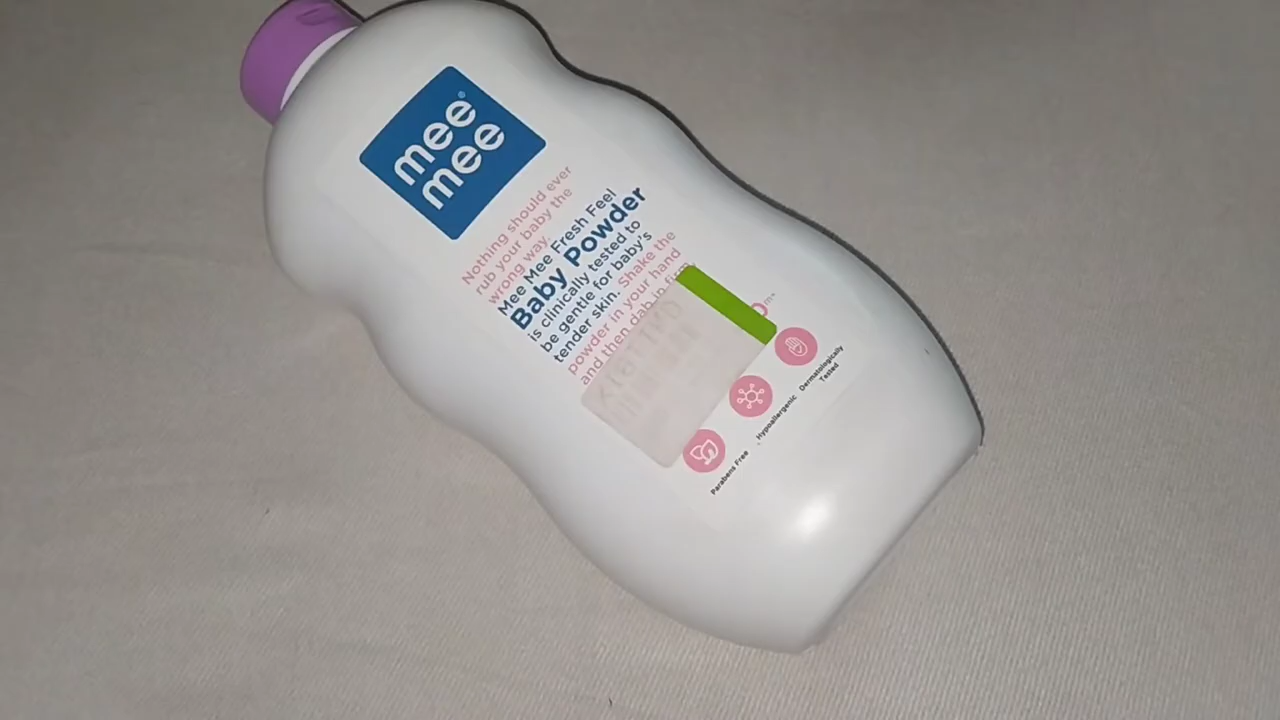 mee
mee
Nothing should ever
rub your baby the
wrong way.
Mee Mee Fresh Feel
Baby Powder
is clinically tested to
be gentle for baby's
tender skin. Shake the
powder in your hand
and then dab in firm
Parabens Free
Hypoallergenic
Dermatologically
Tested